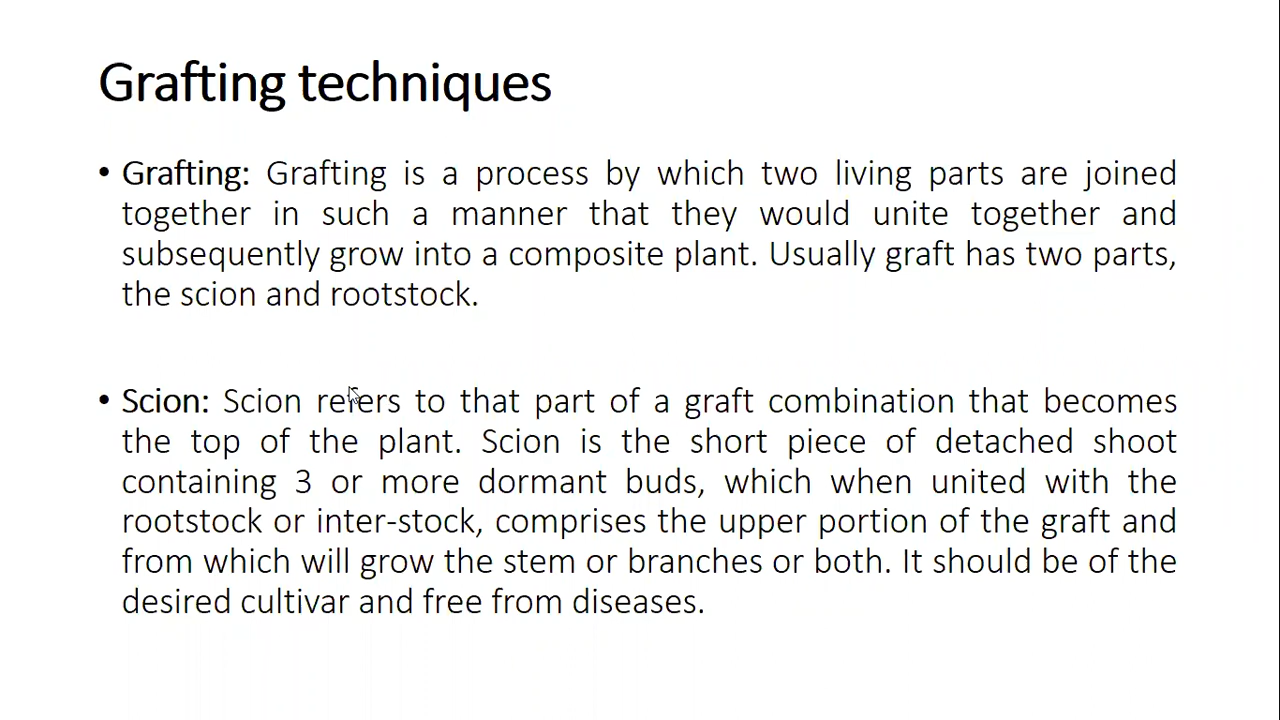 Grafting techniques
• Grafting: Grafting is a process by which two living parts are joined
together in such a manner that they would unite together and
subsequently grow into a composite plant. Usually graft has two parts,
the scion and rootstock.
• Scion: Scion refers to that part of a graft combination that becomes
the top of the plant. Scion is the short piece of detached shoot
containing 3 or more dormant buds, which when united with the
rootstock or inter-stock, comprises the upper portion of the graft and
from which will grow the stem or branches or both. It should be of the
desired cultivar and free from diseases.